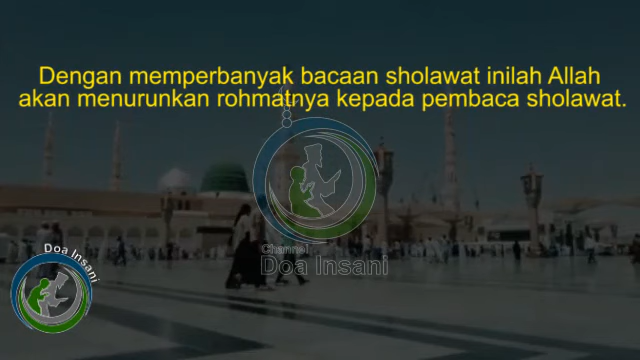 Dengan memperbanyak bacaan sholawat inilah Allah
akan menurunkan rohmatnya kepada pembaca sholawat.
Channel
Doa Insani
Doa Insani